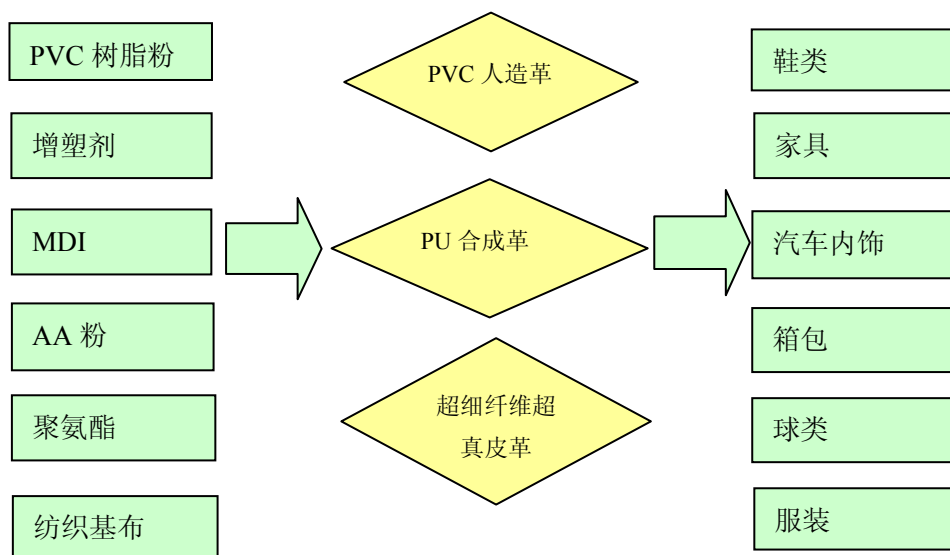 PVC 树脂粉
增塑剂
MDI
AA 粉
聚氨酯
纺织基布
PVC 人造革
PU 合成革
超细纤维超
真皮革
鞋类
家具
汽车内饰
箱包
球类
服装